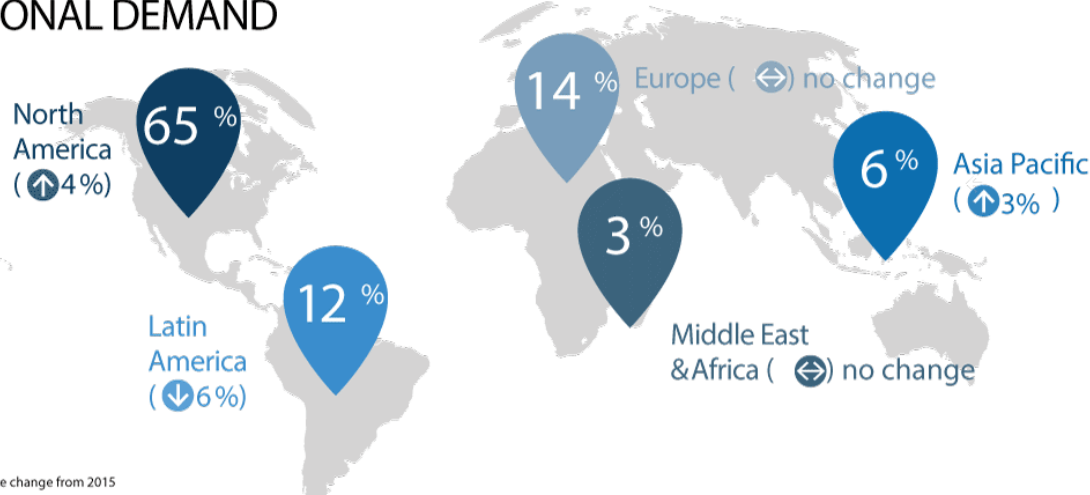 ONAL DEMAND
North
America
( ↑4%)
65 %
14 %
Europe ( ↔) no change
6 %
Asia Pacific
( ↑3% )
3 %
Middle East
&Africa ( ↔) no change
12 %
Latin
America
( ↓6%)
e change from 2015